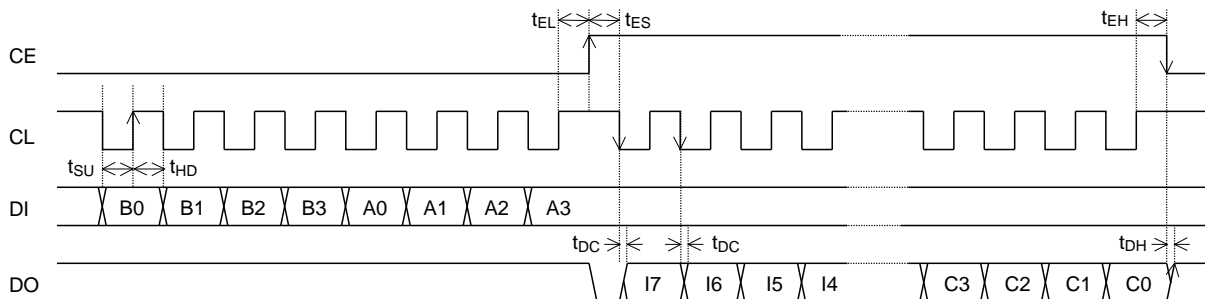 tEL tES tEH
CE
CL
tSU tHD
DI B0 B1 B2 B3 A0 A1 A2 A3
tDC tDC tDH
DO I7 I6 I5 I4 C3 C2 C1 C0